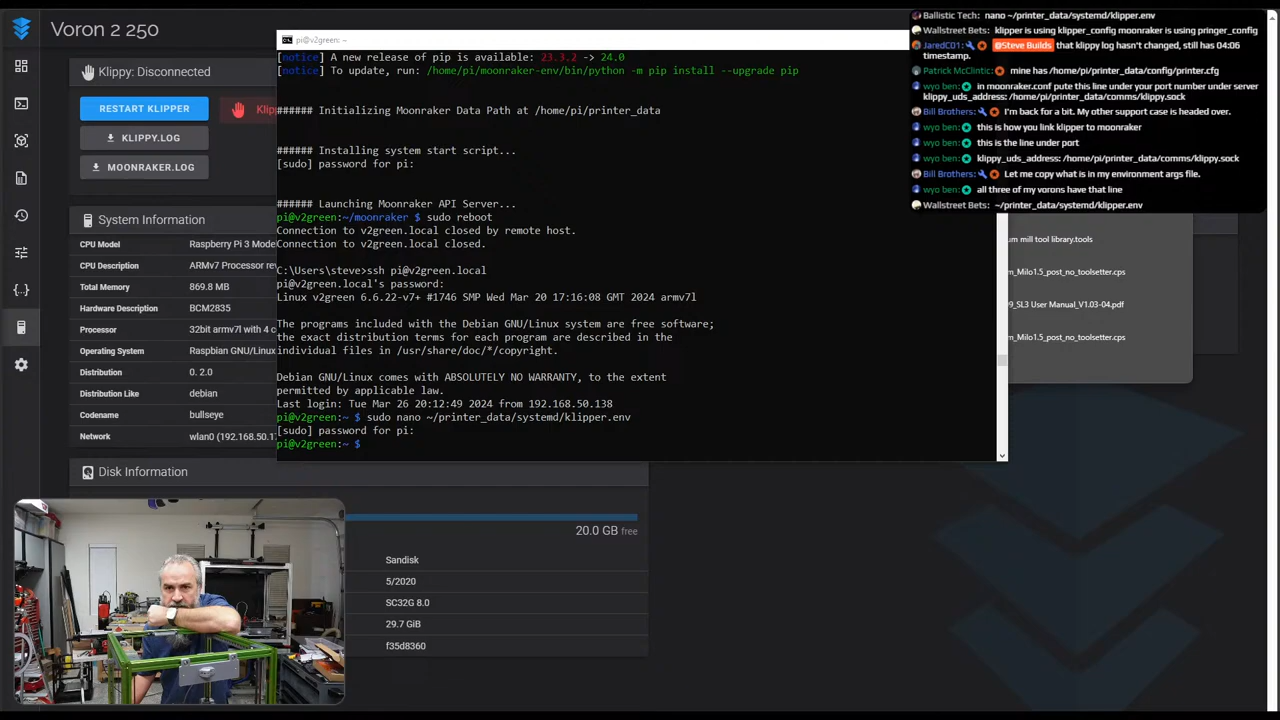 Voron 2 250
Klippy: Disconnected
RESTART KLIPPER
KLIPPY.LOG
MOONRAKER.LOG
System Information
CPU Model
Raspberry Pi 3 Mode
CPU Description
ARMv7 Processor rev
Total Memory
869.8 MB
Hardware Description
BCM2835
Processor
32bit armv7l with 4 c
Operating System
Raspbian GNU/Linux
Distribution
0. 2.0
Distribution Like
debian
Codename
bullseye
Network
wlan0 (192.168.50.1
Disk Information
20.0 GB free
Sandisk
5/2020
SC32G 8.0
29.7 GiB
f35d8360
pi@v2green: ~
[notice] A new release of pip is available: 23.3.2 -> 24.0
[notice] To update, run: /home/pi/moonraker-env/bin/python -m pip install --upgrade pip
###### Initializing Moonraker Data Path at /home/pi/printer_data
###### Installing system start script...
[sudo] password for pi:
###### Launching Moonraker API Server...
pi@v2green:~/moonraker $ sudo reboot
Connection to v2green.local closed by remote host.
Connection to v2green.local closed.
C:\Users\steve>ssh pi@v2green.local
pi@v2green.local's password:
Linux v2green 6.6.22-v7+ #1746 SMP Wed Mar 20 17:16:08 GMT 2024 armv7l
The programs included with the Debian GNU/Linux system are free software;
the exact distribution terms for each program are described in the
individual files in /usr/share/doc/*/copyright.
Debian GNU/Linux comes with ABSOLUTELY NO WARRANTY, to the extent
permitted by applicable law.
Last login: Tue Mar 26 20:12:49 2024 from 192.168.50.138
pi@v2green:~ $ sudo nano ~/printer_data/systemd/klipper.env
[sudo] password for pi:
pi@v2green:~ $
Ballistic Tech: nano ~/printer_data/systemd/klipper.env
Wallstreet Bets: klipper is using klipper_config moonraker is using pringer_config
JaredC01: @Steve Builds that klippy log hasn't changed, still has 04:06
timestamp.
Patrick McClintic: mine has /home/pi/printer_data/config/printer.cfg
wyo ben: in moonraker.conf pute this line under your port number under server
klippy_uds_address: /home/pi/printer_data/comms/klippy.sock
Bill Brothers: I'm back for a bit. My other support case is headed over.
wyo ben: this is how you link klipper to moonraker
wyo ben: this is the line under port
wyo ben: klippy_uds_address: /home/pi/printer_data/comms/klippy.sock
Bill Brothers: Let me copy what is in my environment args file.
wyo ben: all three of my vorons have that line
Wallstreet Bets: ~/printer_data/systemd/klipper.env
um mill tool library.tools
m_Milo1.5_post_no_toolsetter.cps
09_SL3 User Manual_V1.03-04.pdf
m_Milo1.5_post_no_toolsetter.cps